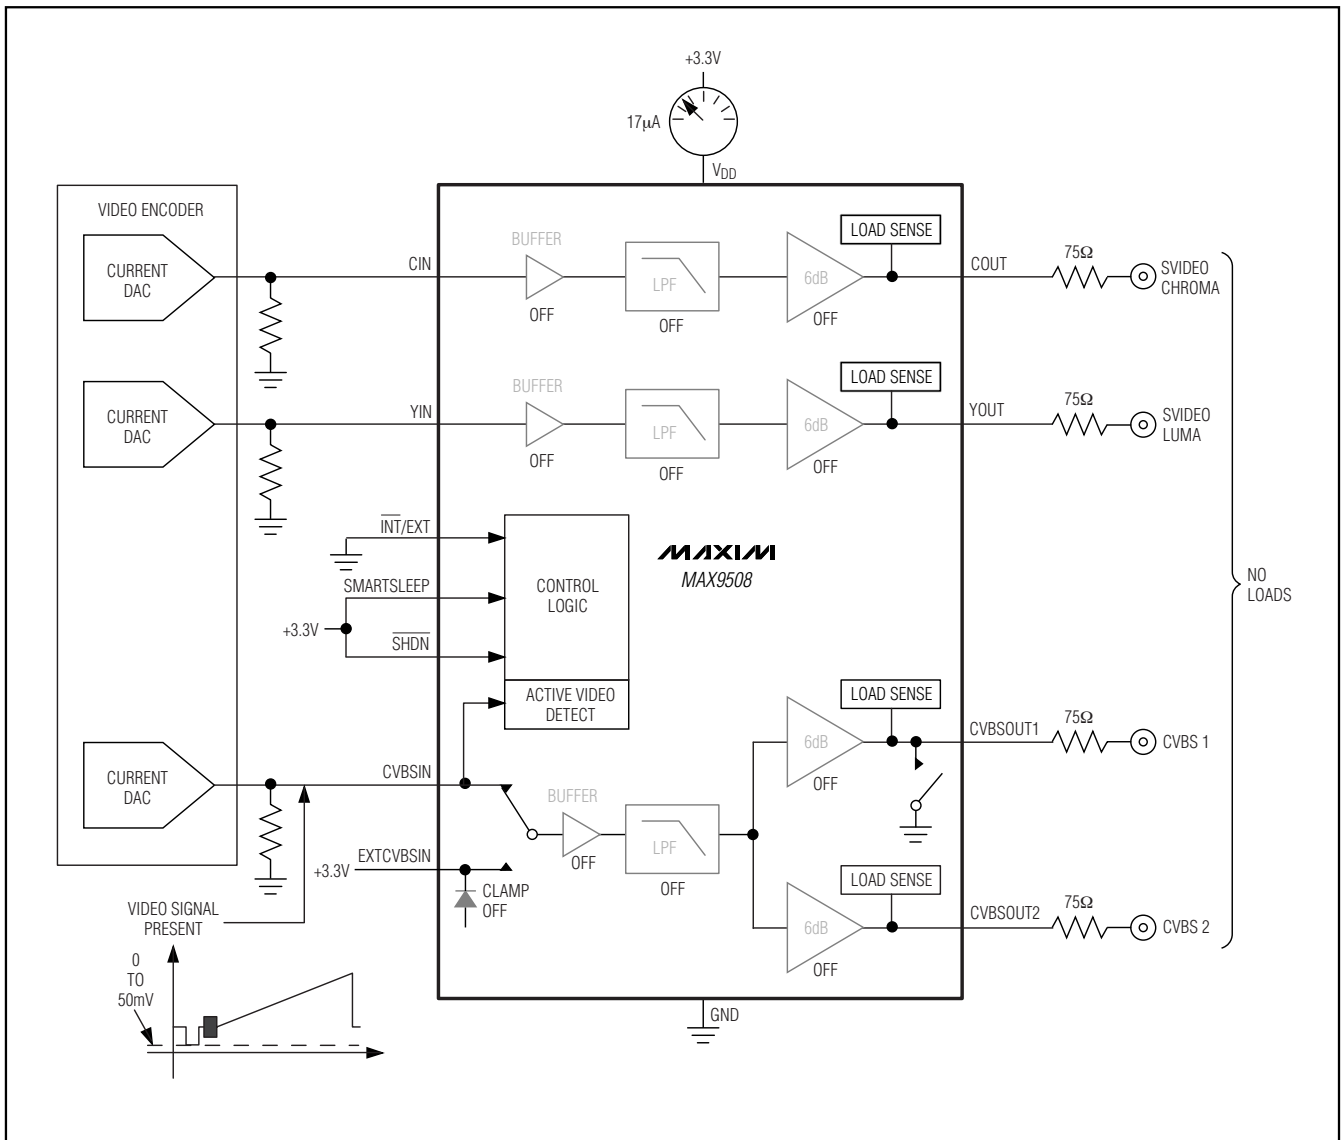 +3.3V
17µA
VDD
VIDEO ENCODER
CURRENT
DAC
CIN
BUFFER
OFF
LPF
OFF
6dB
OFF
LOAD SENSE
COUT
75Ω
SVIDEO
CHROMA
CURRENT
DAC
YIN
BUFFER
OFF
LPF
OFF
6dB
OFF
LOAD SENSE
YOUT
75Ω
SVIDEO
LUMA
INT/EXT
SMARTSLEEP
+3.3V
SHDN
CONTROL
LOGIC
ACTIVE VIDEO
DETECT
MAXIM
MAX9508
NO
LOADS
CURRENT
DAC
CVBSIN
BUFFER
OFF
LPF
OFF
6dB
OFF
LOAD SENSE
CVBSOUT1
75Ω
CVBS 1
+3.3V
EXTCVBSIN
CLAMP
OFF
6dB
OFF
LOAD SENSE
CVBSOUT2
75Ω
CVBS 2
VIDEO SIGNAL
PRESENT
0
TO
50mV
GND